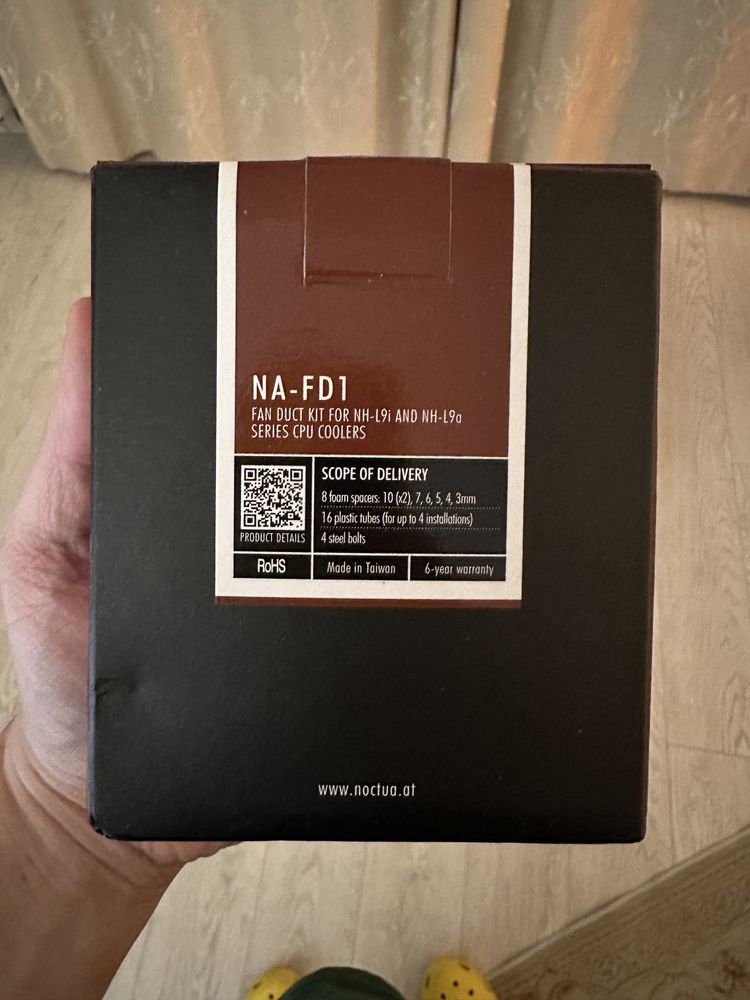 NA-FD1
FAN DUCT KIT FOR NH-L9i AND NH-L9a
SERIES CPU COOLERS
SCOPE OF DELIVERY
8 foam spacers: 10 (x2), 7, 6, 5, 4, 3mm
16 plastic tubes (for up to 4 installations)
4 steel bolts
PRODUCT DETAILS
RoHS
Made in Taiwan
6-year warranty
www.noctua.at